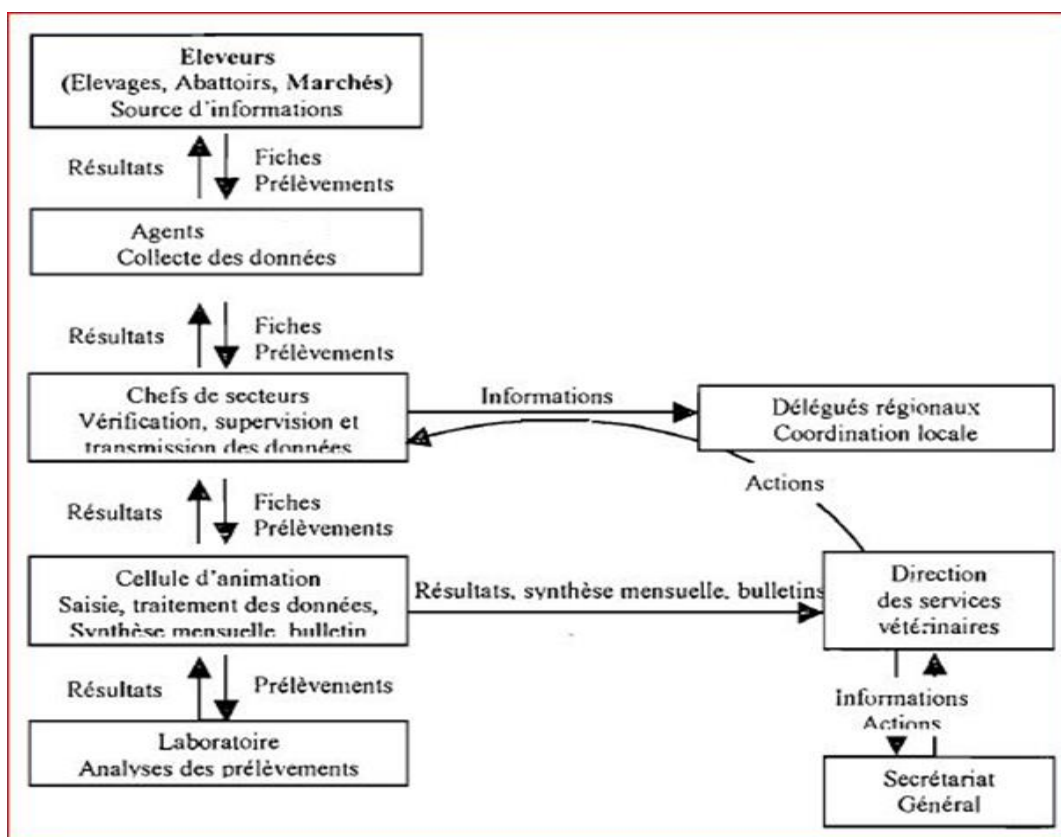 Eleveurs
(Elevages, Abattoirs, Marchés)
Source d'informations
Résultats
Fiches
Prélèvements
Agents
Collecte des données
Résultats
Fiches
Prélèvements
Chefs de secteurs
Vérification, supervision et
transmission des données
Informations
Délégués régionaux
Coordination locale
Actions
Résultats
Fiches
Prélèvements
Cellule d'animation
Saisie, traitement des données,
Synthèse mensuelle, bulletin
Résultats, synthèse mensuelle, bulletins
Direction
des services
vétérinaires
Résultats
Prélèvements
Informations
Actions
Laboratoire
Analyses des prélèvements
Secrétariat
Général